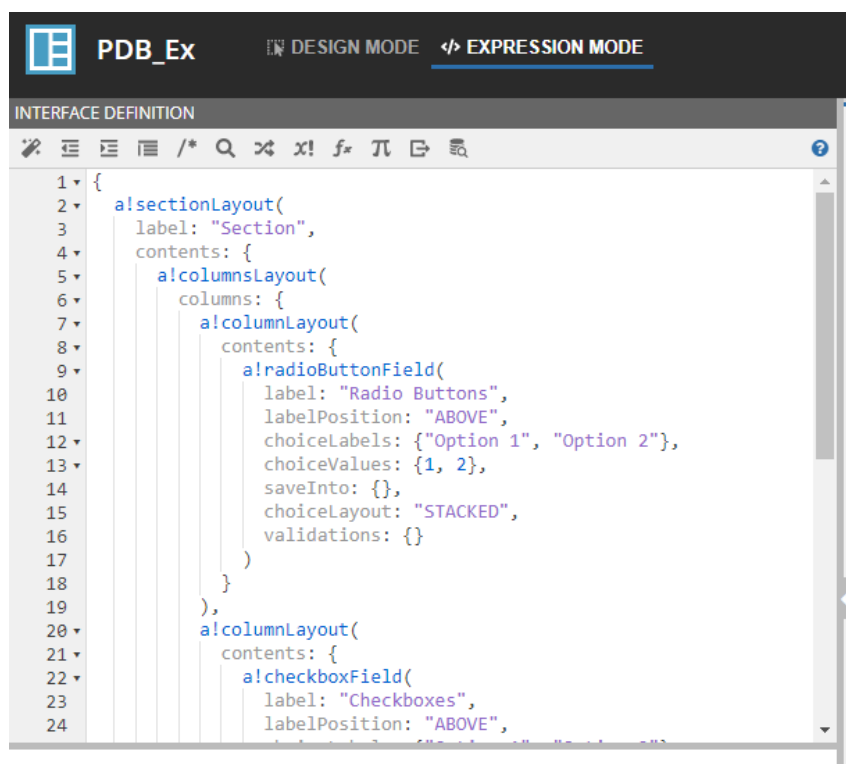 PDB_Ex DESIGN MODE </> EXPRESSION MODE
INTERFACE DEFINITION
/* x! fx π ?
1 {
2 a!sectionLayout(
3 label: "Section",
4 contents: {
5 a!columnsLayout(
6 columns: {
7 a!columnLayout(
8 contents: {
9 a!radioButtonField(
10 label: "Radio Buttons",
11 labelPosition: "ABOVE",
12 choiceLabels: {"Option 1", "Option 2"},
13 choiceValues: {1, 2},
14 saveInto: {},
15 choiceLayout: "STACKED",
16 validations: {}
17 )
18 }
19 ),
20 a!columnLayout(
21 contents: {
22 a!checkboxField(
23 label: "Checkboxes",
24 labelPosition: "ABOVE",